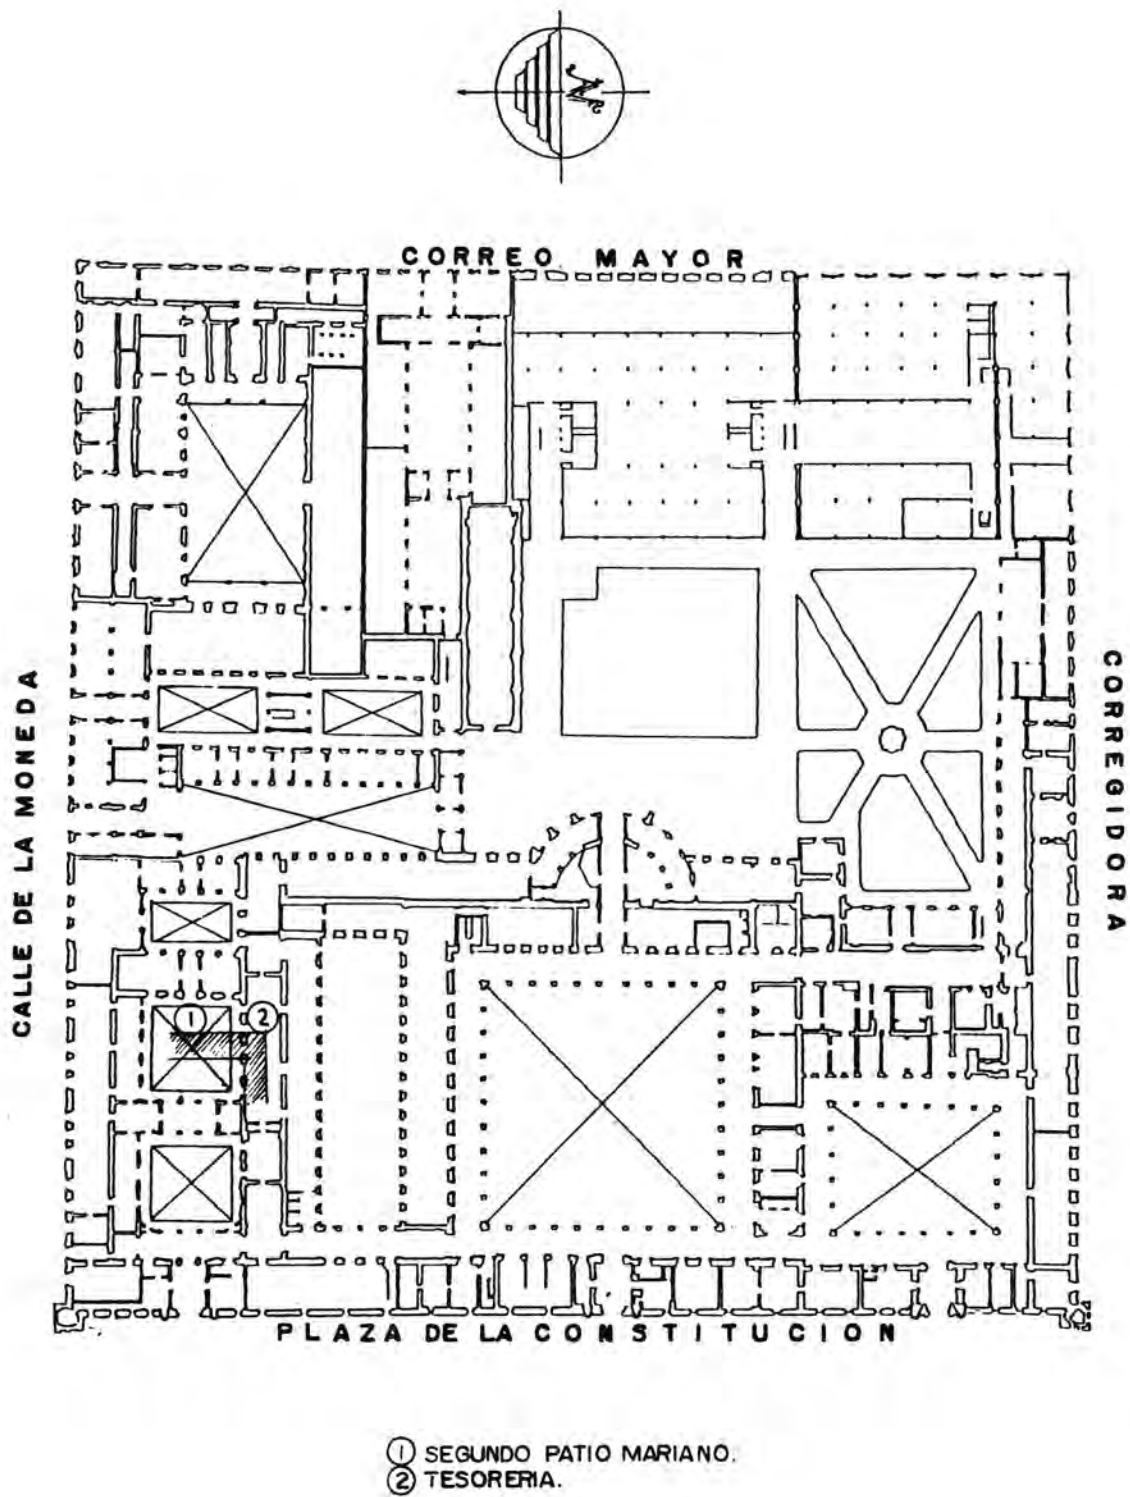 N
CORREO MAYOR
CALLE DE LA MONEDA
CORREGIDORA
1
2
PLAZA DE LA CONSTITUCION
1 SEGUNDO PATIO MARIANO.
2 TESORERIA.